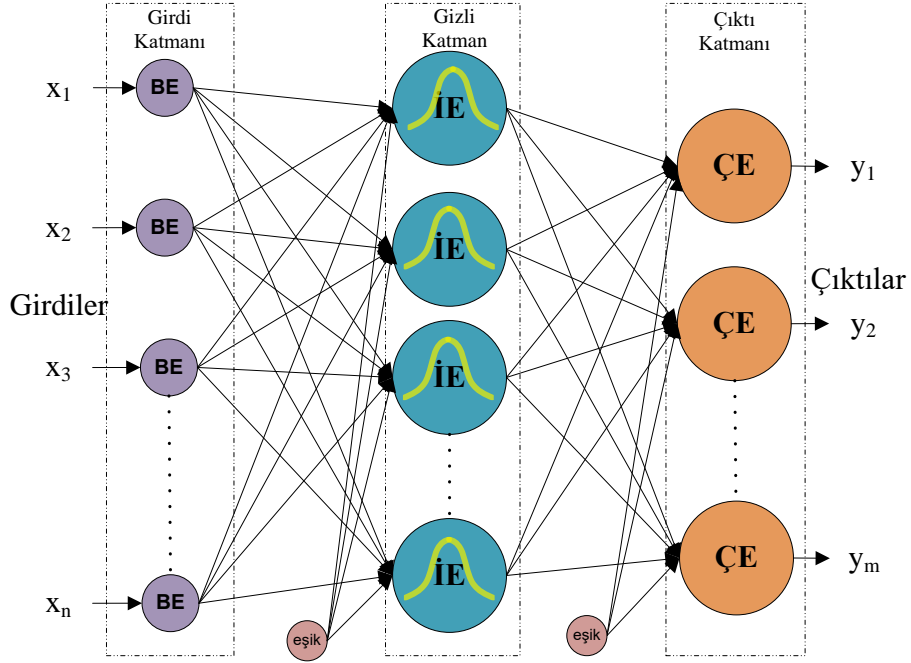 Girdi
Katmanı
Gizli
Katman
Çıktı
Katmanı
x1
BE
İE
ÇE
y1
x2
BE
İE
ÇE
y2
Girdiler
Çıktılar
x3
BE
İE
xn
BE
İE
ÇE
ym
eşik
eşik